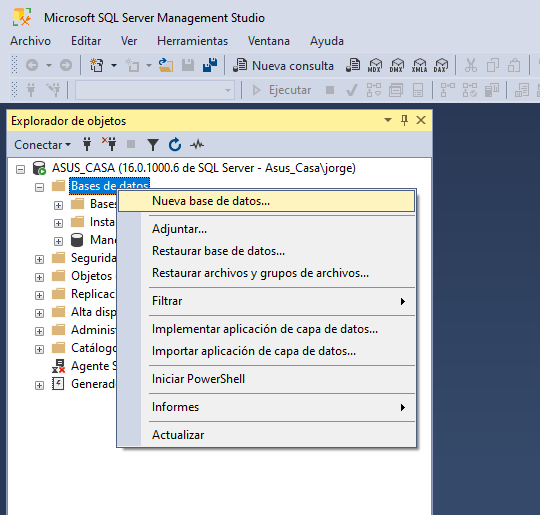 Microsoft SQL Server Management Studio
Archivo Editar Ver Herramientas Ventana Ayuda
Nueva consulta MDX DMX XMLA DAX
Ejecutar
Explorador de objetos
Conectar
ASUS_CASA (16.0.1000.6 de SQL Server - Asus_Casa\jorge)
Bases de datos
Nueva base de datos...
Bases
Adjuntar...
Insta
Restaurar base de datos...
Mano
Restaurar archivos y grupos de archivos...
Segurida
Objetos
Filtrar
Replicac
Alta disp
Implementar aplicación de capa de datos...
Administ
Importar aplicación de capa de datos...
Catálogo
Agente S
Iniciar PowerShell
Generad
Informes
Actualizar